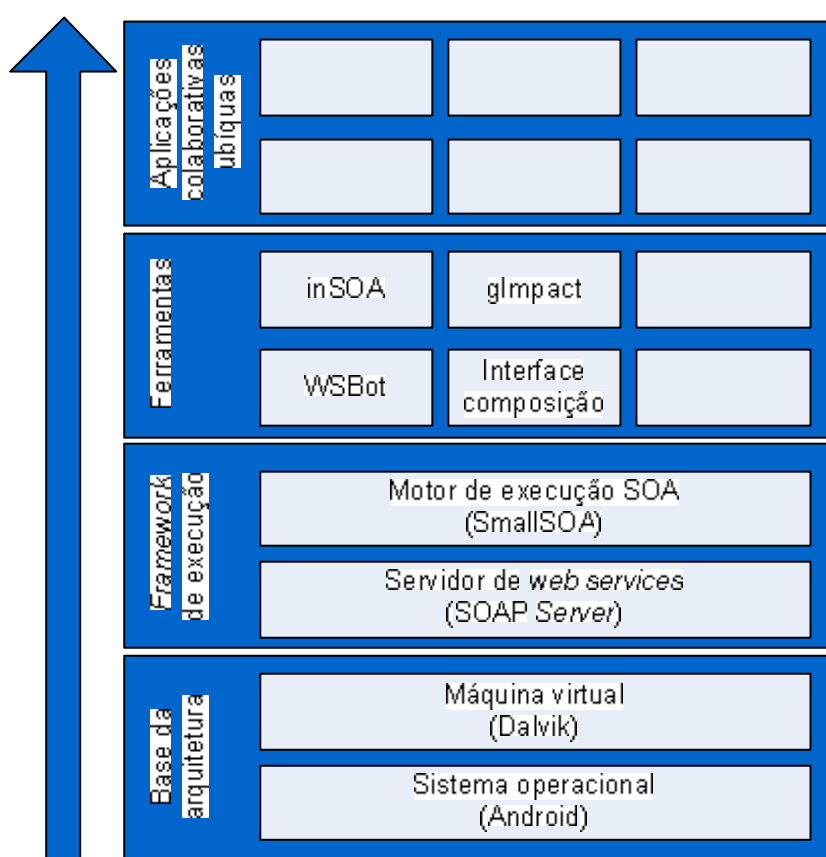 Aplicações
colaborativas
ubíquas
inSOA
gImpact
WSBot
Interface
composição
Ferramentas
Motor de execução SOA
(SmallSOA)
Servidor de web services
(SOAP Server)
Framework
de execução
Máquina virtual
(Dalvik)
Sistema operacional
(Android)
Base da
arquitetura